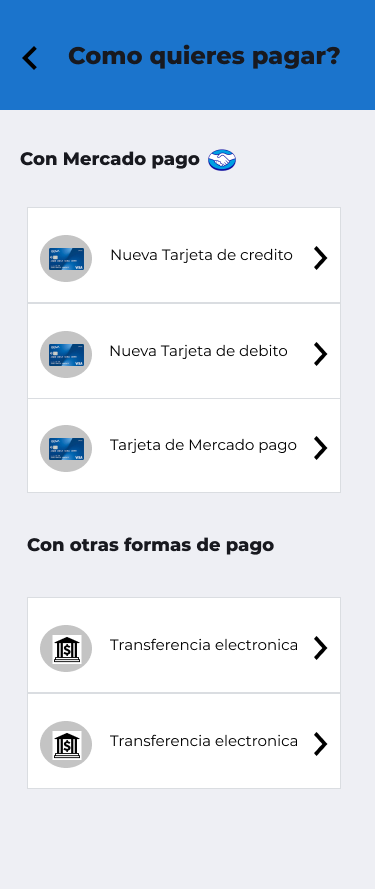 Como quieres pagar?
Con Mercado pago
Nueva Tarjeta de credito
Nueva Tarjeta de debito
Tarjeta de Mercado pago
Con otras formas de pago
Transferencia electronica
Transferencia electronica